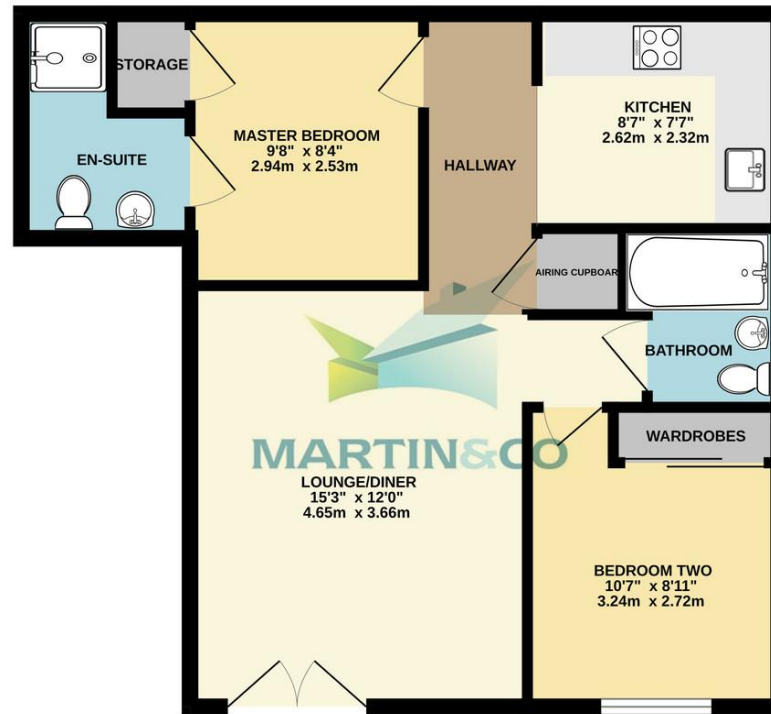 STORAGE
EN-SUITE
MASTER BEDROOM
9'8" x 8'4"
2.94m x 2.53m
HALLWAY
KITCHEN
8'7" x 7'7"
2.62m x 2.32m
AIRING CUPBOAR
BATHROOM
WARDROBES
MARTIN&CO
LOUNGE/DINER
15'3" x 12'0"
4.65m x 3.66m
BEDROOM TWO
10'7" x 8'11"
3.24m x 2.72m